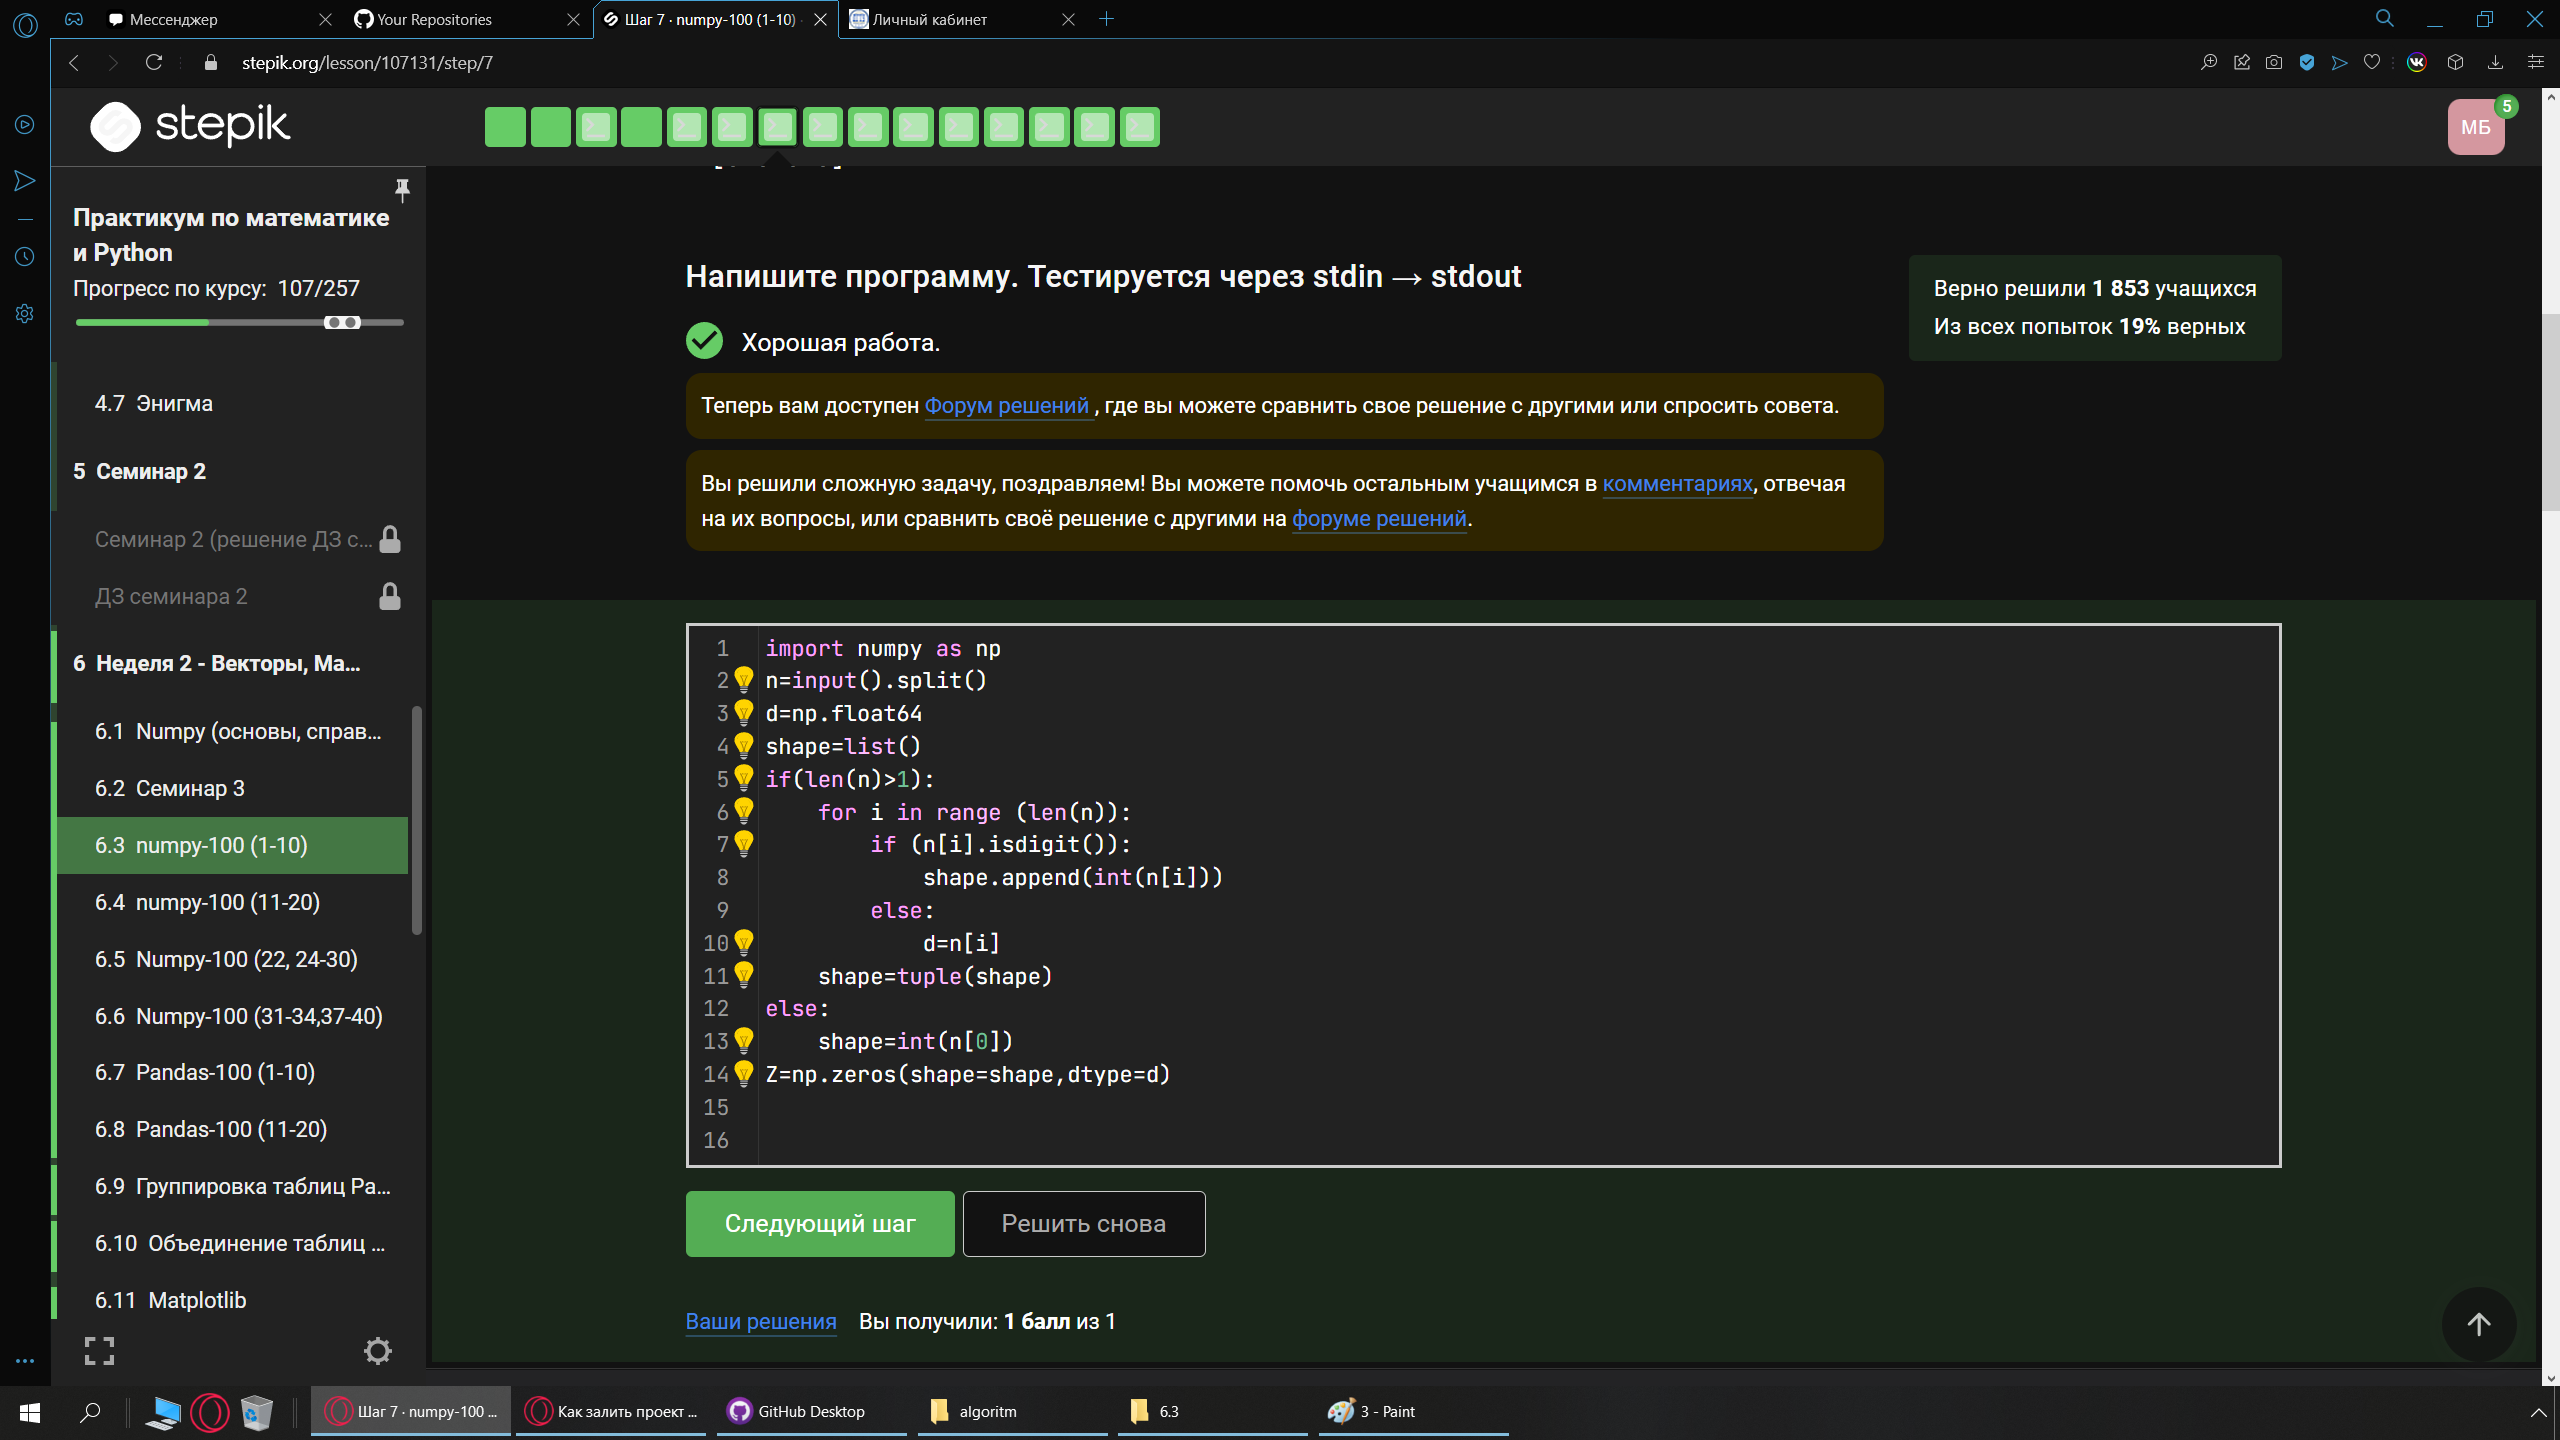 Мессенджер
Your Repositories
Шаг 7 · numpy-100 (1-10)
Личный кабинет
stepik.org/lesson/107131/step/7
stepik
МБ
5
Практикум по математике
и Python
Прогресс по курсу: 107/257
4.7 Энигма
5 Семинар 2
Семинар 2 (решение ДЗ с...
ДЗ семинара 2
6 Неделя 2 - Векторы, Ма...
6.1 Numpy (основы, справ...
6.2 Семинар 3
6.3 numpy-100 (1-10)
6.4 numpy-100 (11-20)
6.5 Numpy-100 (22, 24-30)
6.6 Numpy-100 (31-34,37-40)
6.7 Pandas-100 (1-10)
6.8 Pandas-100 (11-20)
6.9 Группировка таблиц Pa...
6.10 Объединение таблиц ...
6.11 Matplotlib
Напишите программу. Тестируется через stdin → stdout
Верно решили 1 853 учащихся
Из всех попыток 19% верных
Хорошая работа.
Теперь вам доступен Форум решений , где вы можете сравнить свое решение с другими или спросить совета.
Вы решили сложную задачу, поздравляем! Вы можете помочь остальным учащимся в комментариях, отвечая
на их вопросы, или сравнить своё решение с другими на форуме решений.
1 import numpy as np
2 n=input().split()
3 d=np.float64
4 shape=list()
5 if(len(n)>1):
6     for i in range (len(n)):
7         if (n[i].isdigit()):
8             shape.append(int(n[i]))
9         else:
10             d=n[i]
11     shape=tuple(shape)
12 else:
13     shape=int(n[0])
14 Z=np.zeros(shape=shape,dtype=d)
15
16
Следующий шаг
Решить снова
Ваши решения Вы получили: 1 балл из 1
Шаг 7 · numpy-100 ...
Как залить проект ...
GitHub Desktop
algoritm
6.3
3 - Paint